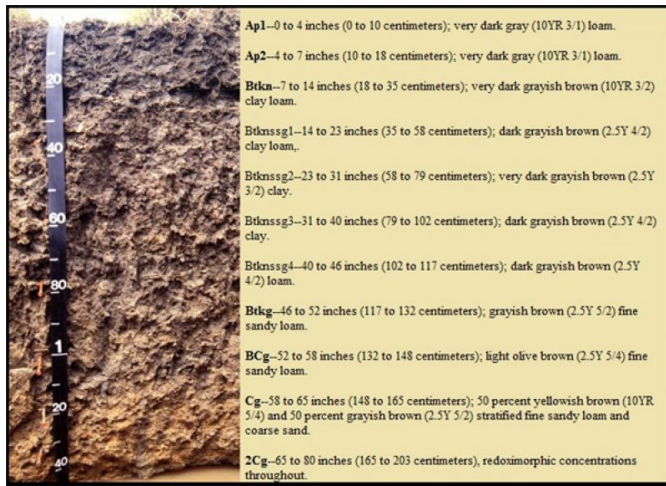 Ap1--0 to 4 inches (0 to 10 centimeters); very dark gray (10YR 3/1) loam.
Ap2--4 to 7 inches (10 to 18 centimeters); very dark gray (10YR 3/1) loam.
Btkn--7 to 14 inches (18 to 35 centimeters); very dark grayish brown (10YR 3/2)
clay loam.
Btknssg1--14 to 23 inches (35 to 58 centimeters); dark grayish brown (2.5Y 4/2)
clay loam,.
Btknssg2--23 to 31 inches (58 to 79 centimeters); very dark grayish brown (2.5Y
3/2) clay.
Btknssg3--31 to 40 inches (79 to 102 centimeters); dark grayish brown (2.5Y 4/2)
clay.
Btknssg4--40 to 46 inches (102 to 117 centimeters); dark grayish brown (2.5Y
4/2) loam.
Btkg--46 to 52 inches (117 to 132 centimeters); grayish brown (2.5Y 5/2) fine
sandy loam.
BCg--52 to 58 inches (132 to 148 centimeters); light olive brown (2.5Y 5/4) fine
sandy loam.
Cg--58 to 65 inches (148 to 165 centimeters); 50 percent yellowish brown (10YR
5/4) and 50 percent grayish brown (2.5Y 5/2) stratified fine sandy loam and
coarse sand.
2Cg--65 to 80 inches (165 to 203 centimeters), redoximorphic concentrations
throughout.
20
40
60
80
1
20
40